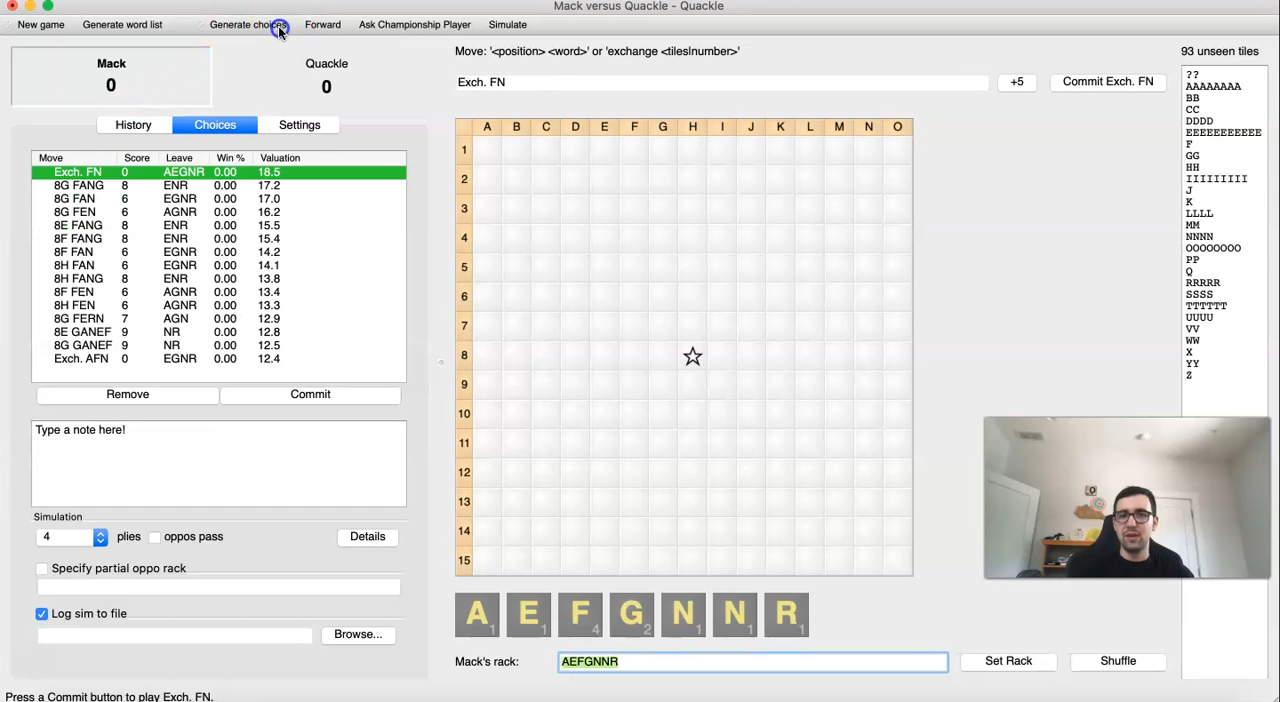 Mack versus Quackle - Quackle
New game Generate word list Generate choices Forward Ask Championship Player Simulate
Mack
0
Quackle
0
History Choices Settings
Move Score Leave Win % Valuation
Exch. FN 0 AEGNR 0.00 18.5
8G FANG 8 ENR 0.00 17.2
8G FAN 6 EGNR 0.00 17.0
8G FEN 6 AGNR 0.00 16.2
8E FANG 8 ENR 0.00 15.5
8F FANG 8 ENR 0.00 15.4
8F FAN 6 EGNR 0.00 14.2
8H FAN 6 EGNR 0.00 14.1
8H FANG 8 ENR 0.00 13.8
8F FEN 6 AGNR 0.00 13.4
8H FEN 6 AGNR 0.00 13.3
8G FERN 7 AGN 0.00 12.9
8E GANEF 9 NR 0.00 12.8
8G GANEF 9 NR 0.00 12.5
Exch. AFN 0 EGNR 0.00 12.4
Remove Commit
Type a note here!
Simulation
4 plies oppos pass Details
Specify partial oppo rack
Log sim to file
Browse...
Press a Commit button to play Exch. FN.
Move: '<position> <word>' or 'exchange <tiles|number>'
Exch. FN +5 Commit Exch. FN
A B C D E F G H I J K L M N O
1
2
3
4
5
6
7
8
9
10
11
12
13
14
15
A1 E1 F4 G2 N1 N1 R1
Mack's rack: AEFGNNR Set Rack Shuffle
93 unseen tiles
??
AAAAAAAA
BB
CC
DDDD
EEEEEEEEEEE
F
GG
HH
IIIIIIIII
J
K
LLLL
MM
NNNN
OOOOOOOO
PP
Q
RRRRR
SSSS
TTTTTT
UUUU
VV
WW
X
YY
Z